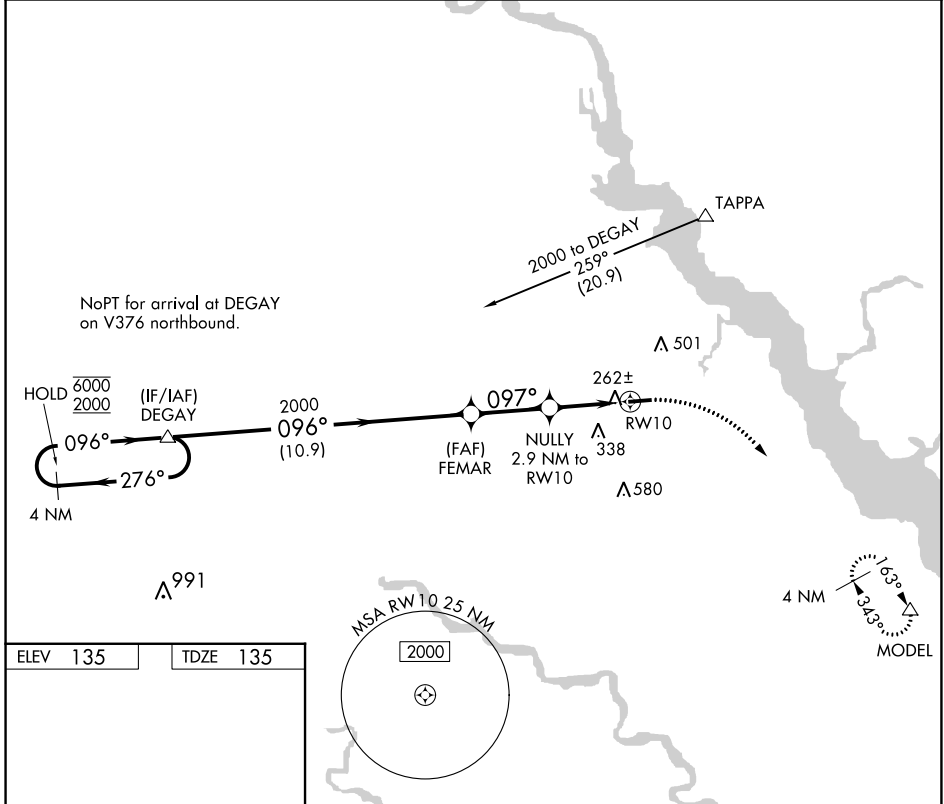 TAPPA
2000 to DEGAY
259°
(20.9)
NoPT for arrival at DEGAY
on V376 northbound.
501
HOLD
6000
2000
(IF/IAF)
DEGAY
2000
096°
(10.9)
097°
262±
RW10
096°
276°
4 NM
(FAF)
FEMAR
NULLY
2.9 NM to
RW10
338
580
991
4 NM
163°
343°
MODEL
MSA RW10 25 NM
2000
ELEV 135
TDZE 135